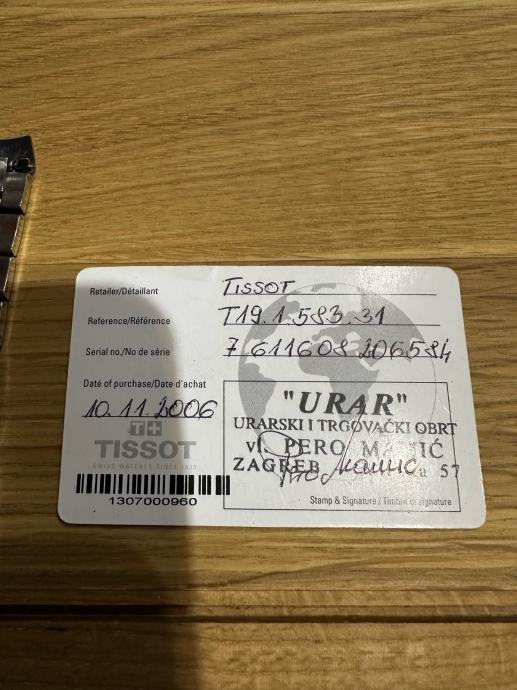 Retailer/Détaillant TISSOT
Reference/Référence T19.1.583.31
Serial no./No de série 7 611608 206584
Date of purchase/Date d'achat
10.11.2006
"URAR"
URARSKI I TRGOVAČKI OBRT
vl. PERO
ZAGREB 57
TISSOT
SWISS WATCHES SINCE 1853
1307000960
Stamp & Signature / Timbre et signature